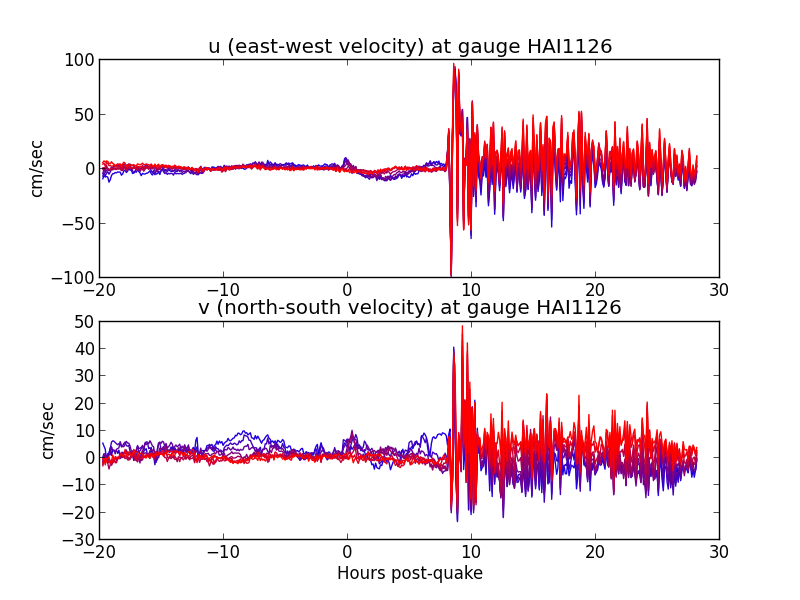 u (east-west velocity) at gauge HAI1126
100
50
0
−50
−100
cm/sec
−20 −10 0 10 20 30
v (north-south velocity) at gauge HAI1126
50
40
30
20
10
0
−10
−20
−30
cm/sec
−20 −10 0 10 20 30
Hours post-quake